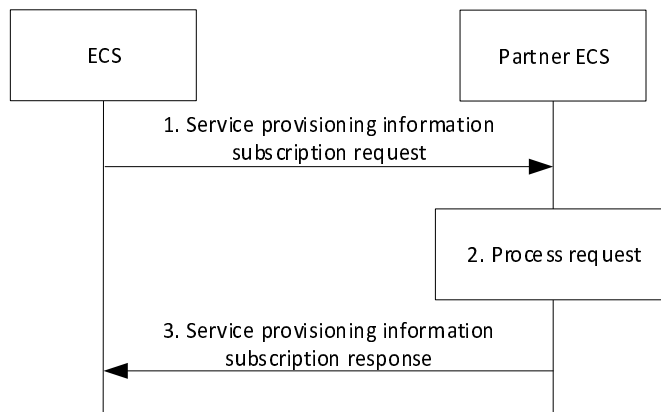 ECS
Partner ECS
1. Service provisioning information
subscription request
2. Process request
3. Service provisioning information
subscription response